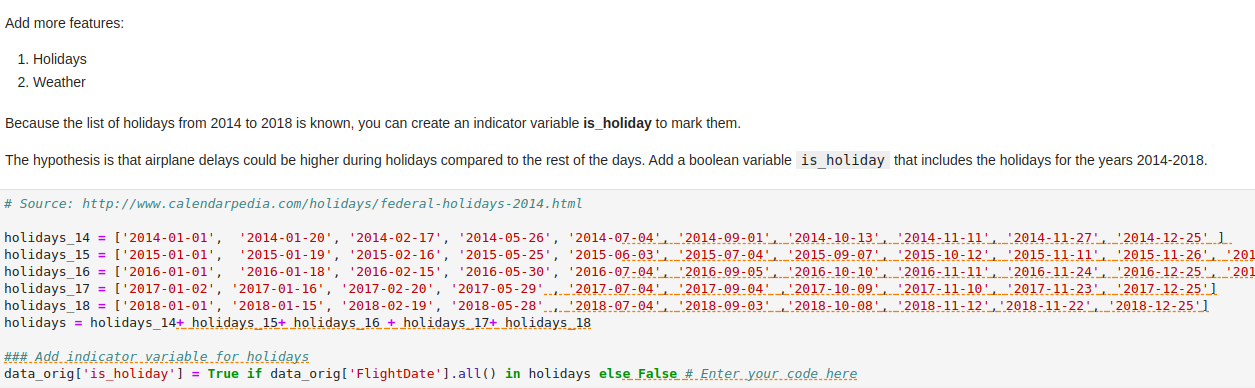 Add more features:
1. Holidays
2. Weather
Because the list of holidays from 2014 to 2018 is known, you can create an indicator variable is_holiday to mark them.
The hypothesis is that airplane delays could be higher during holidays compared to the rest of the days. Add a boolean variable is_holiday that includes the holidays for the years 2014-2018.
# Source: http://www.calendarpedia.com/holidays/federal-holidays-2014.html
holidays_14 = ['2014-01-01',  '2014-01-20', '2014-02-17', '2014-05-26', '2014-07-04', '2014-09-01', '2014-10-13', '2014-11-11', '2014-11-27', '2014-12-25' ]
holidays_15 = ['2015-01-01',  '2015-01-19', '2015-02-16', '2015-05-25', '2015-06-03', '2015-07-04', '2015-09-07', '2015-10-12', '2015-11-11', '2015-11-26', '201
holidays_16 = ['2016-01-01',  '2016-01-18', '2016-02-15', '2016-05-30', '2016-07-04', '2016-09-05', '2016-10-10', '2016-11-11', '2016-11-24', '2016-12-25', '201
holidays_17 = ['2017-01-02', '2017-01-16', '2017-02-20', '2017-05-29' , '2017-07-04', '2017-09-04' ,'2017-10-09', '2017-11-10', '2017-11-23', '2017-12-25']
holidays_18 = ['2018-01-01', '2018-01-15', '2018-02-19', '2018-05-28' , '2018-07-04', '2018-09-03' ,'2018-10-08', '2018-11-12','2018-11-22', '2018-12-25']
holidays = holidays_14+ holidays_15+ holidays_16 + holidays_17+ holidays_18
### Add indicator variable for holidays
data_orig['is_holiday'] = True if data_orig['FlightDate'].all() in holidays else False # Enter your code here